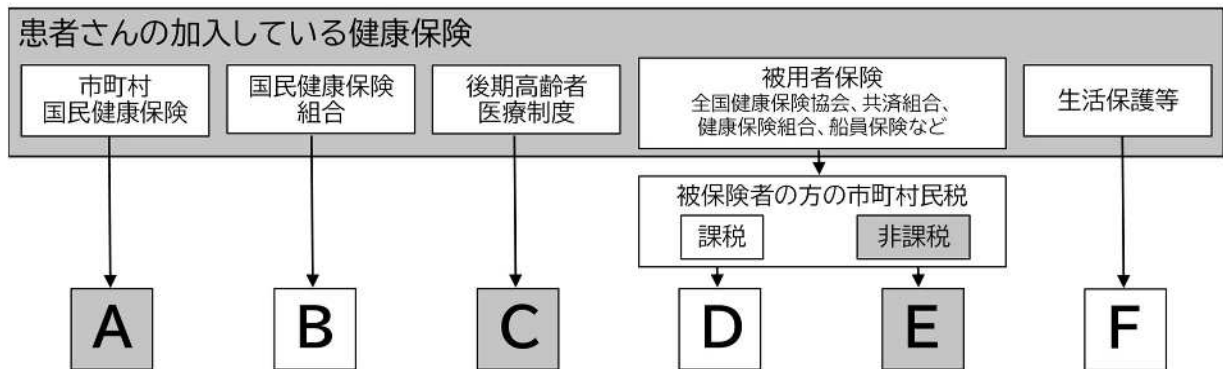 患者さんの加入している健康保険
市町村
国民健康保険
国民健康保険
組合
後期高齢者
医療制度
被用者保険
全国健康保険協会、共済組合、
健康保険組合、船員保険など
生活保護等
被保険者の方の市町村民税
課税
非課税
A
B
C
D
E
F